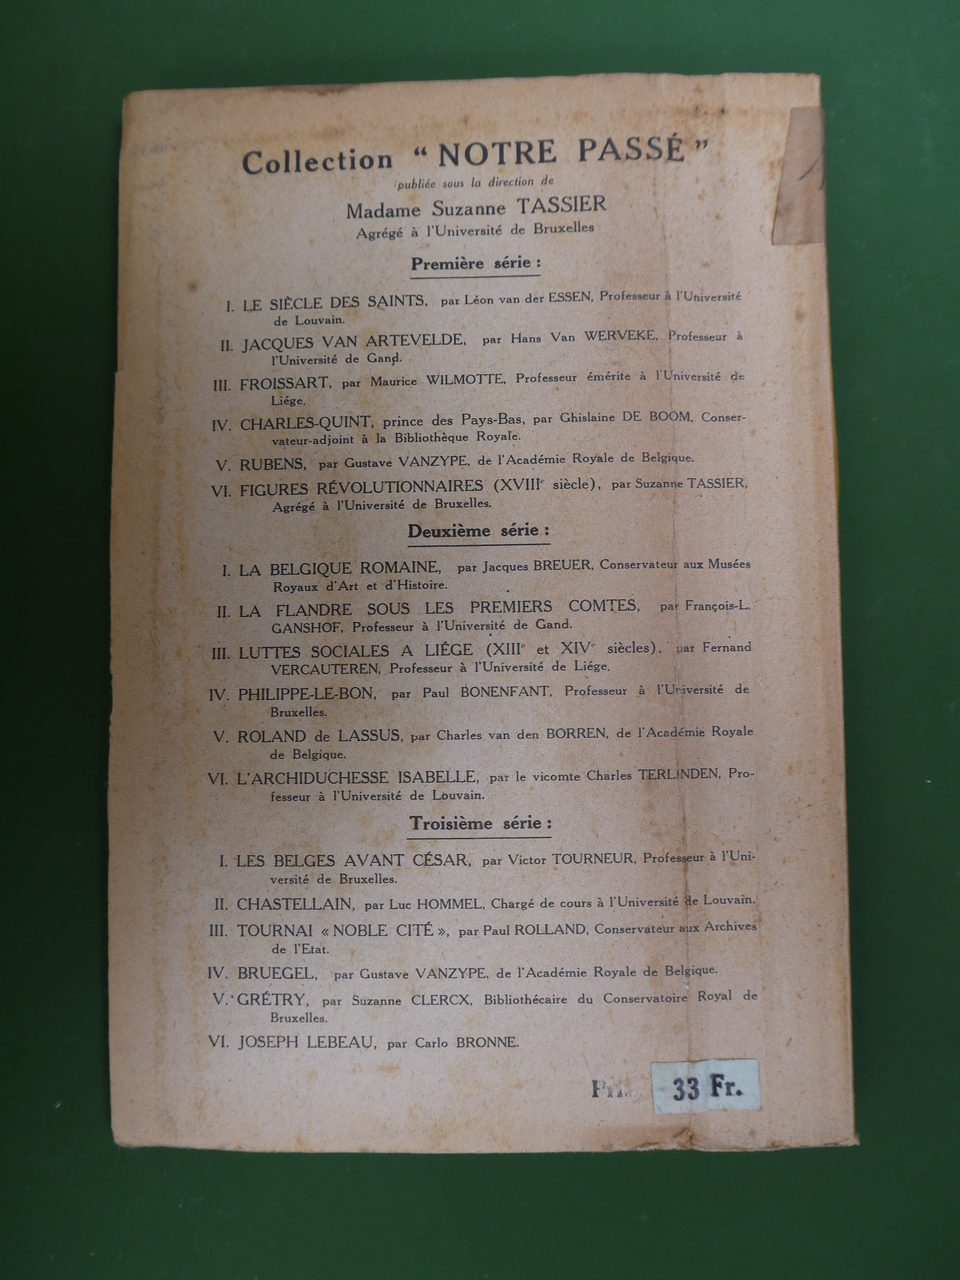 Collection “ NOTRE PASSÉ ”
publiée sous la direction de
Madame Suzanne TASSIER
Agrégé à l'Université de Bruxelles
Première série :
I. LE SIÈCLE DES SAINTS, par Léon van der ESSEN, Professeur à l'Université
de Louvain.
II. JACQUES VAN ARTEVELDE, par Hans Van WERVEKE, Professeur à
l'Université de Gand.
III. FROISSART, par Maurice WILMOTTE, Professeur émérite à l'Université de
Liége.
IV. CHARLES-QUINT, prince des Pays-Bas, par Ghislaine DE BOOM, Conser-
vateur-adjoint à la Bibliothèque Royale.
V. RUBENS, par Gustave VANZYPE, de l'Académie Royale de Belgique.
VI. FIGURES RÉVOLUTIONNAIRES (XVIIIe siècle), par Suzanne TASSIER,
Agrégé à l'Université de Bruxelles.
Deuxième série :
I. LA BELGIQUE ROMAINE, par Jacques BREUER, Conservateur aux Musées
Royaux d'Art et d'Histoire.
II. LA FLANDRE SOUS LES PREMIERS COMTES, par François-L.
GANSHOF, Professeur à l'Université de Gand.
III. LUTTES SOCIALES A LIÉGE (XIIIe et XIVe siècles), par Fernand
VERCAUTEREN, Professeur à l'Université de Liége.
IV. PHILIPPE-LE-BON, par Paul BONENFANT, Professeur à l'Université de
Bruxelles.
V. ROLAND de LASSUS, par Charles van den BORREN, de l'Académie Royale
de Belgique.
VI. L'ARCHIDUCHESSE ISABELLE, par le vicomte Charles TERLINDEN, Pro-
fesseur à l'Université de Louvain.
Troisième série :
I. LES BELGES AVANT CÉSAR, par Victor TOURNEUR, Professeur à l'Uni-
versité de Bruxelles.
II. CHASTELLAIN, par Luc HOMMEL, Chargé de cours à l'Université de Louvain.
III. TOURNAI « NOBLE CITÉ », par Paul ROLLAND, Conservateur aux Archives
de l'Etat.
IV. BRUEGEL, par Gustave VANZYPE, de l'Académie Royale de Belgique.
V. GRÉTRY, par Suzanne CLERCX, Bibliothécaire du Conservatoire Royal de
Bruxelles.
VI. JOSEPH LEBEAU, par Carlo BRONNE.
33 Fr.